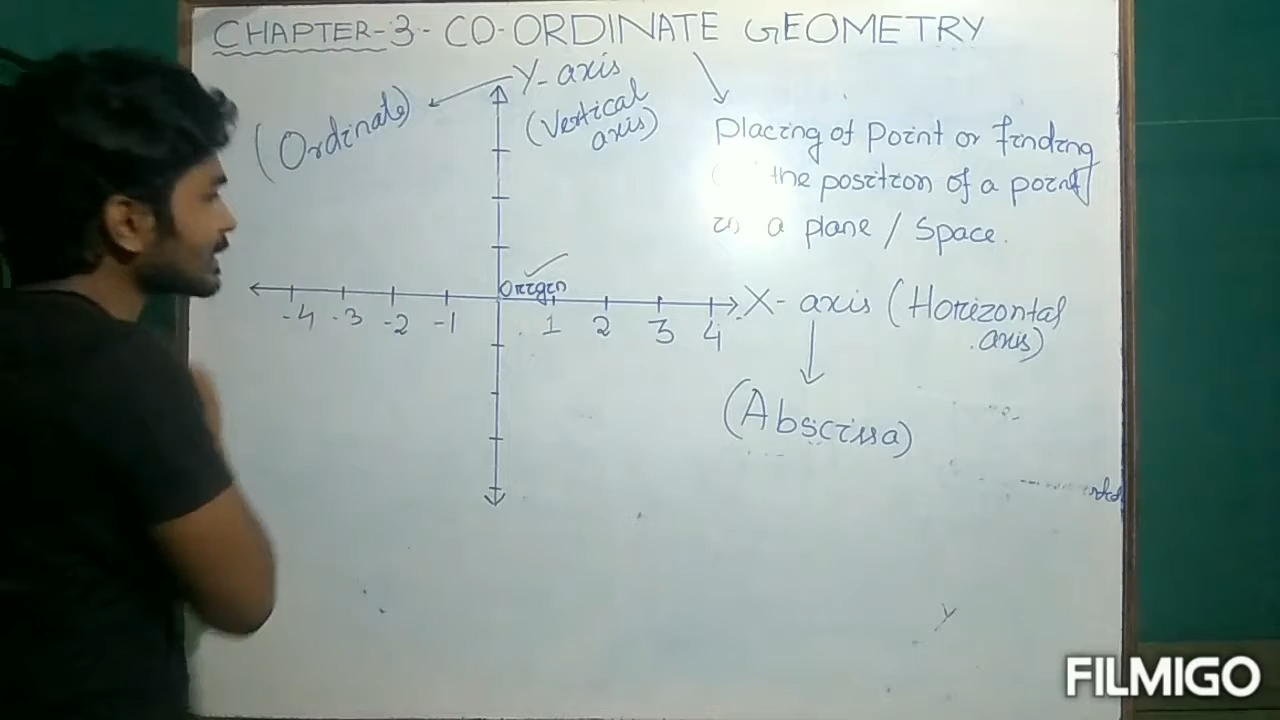 CHAPTER-3- CO-ORDINATE GEOMETRY
Y-axis
(Vertical
axis)
(Ordinate)
Placing of Point or finding
the position of a point
in a plane / Space.
Origin
X-axis (Horizontal
axis)
-4 -3 -2 -1 1 2 3 4
(Abscissa)
y
FILMIGO